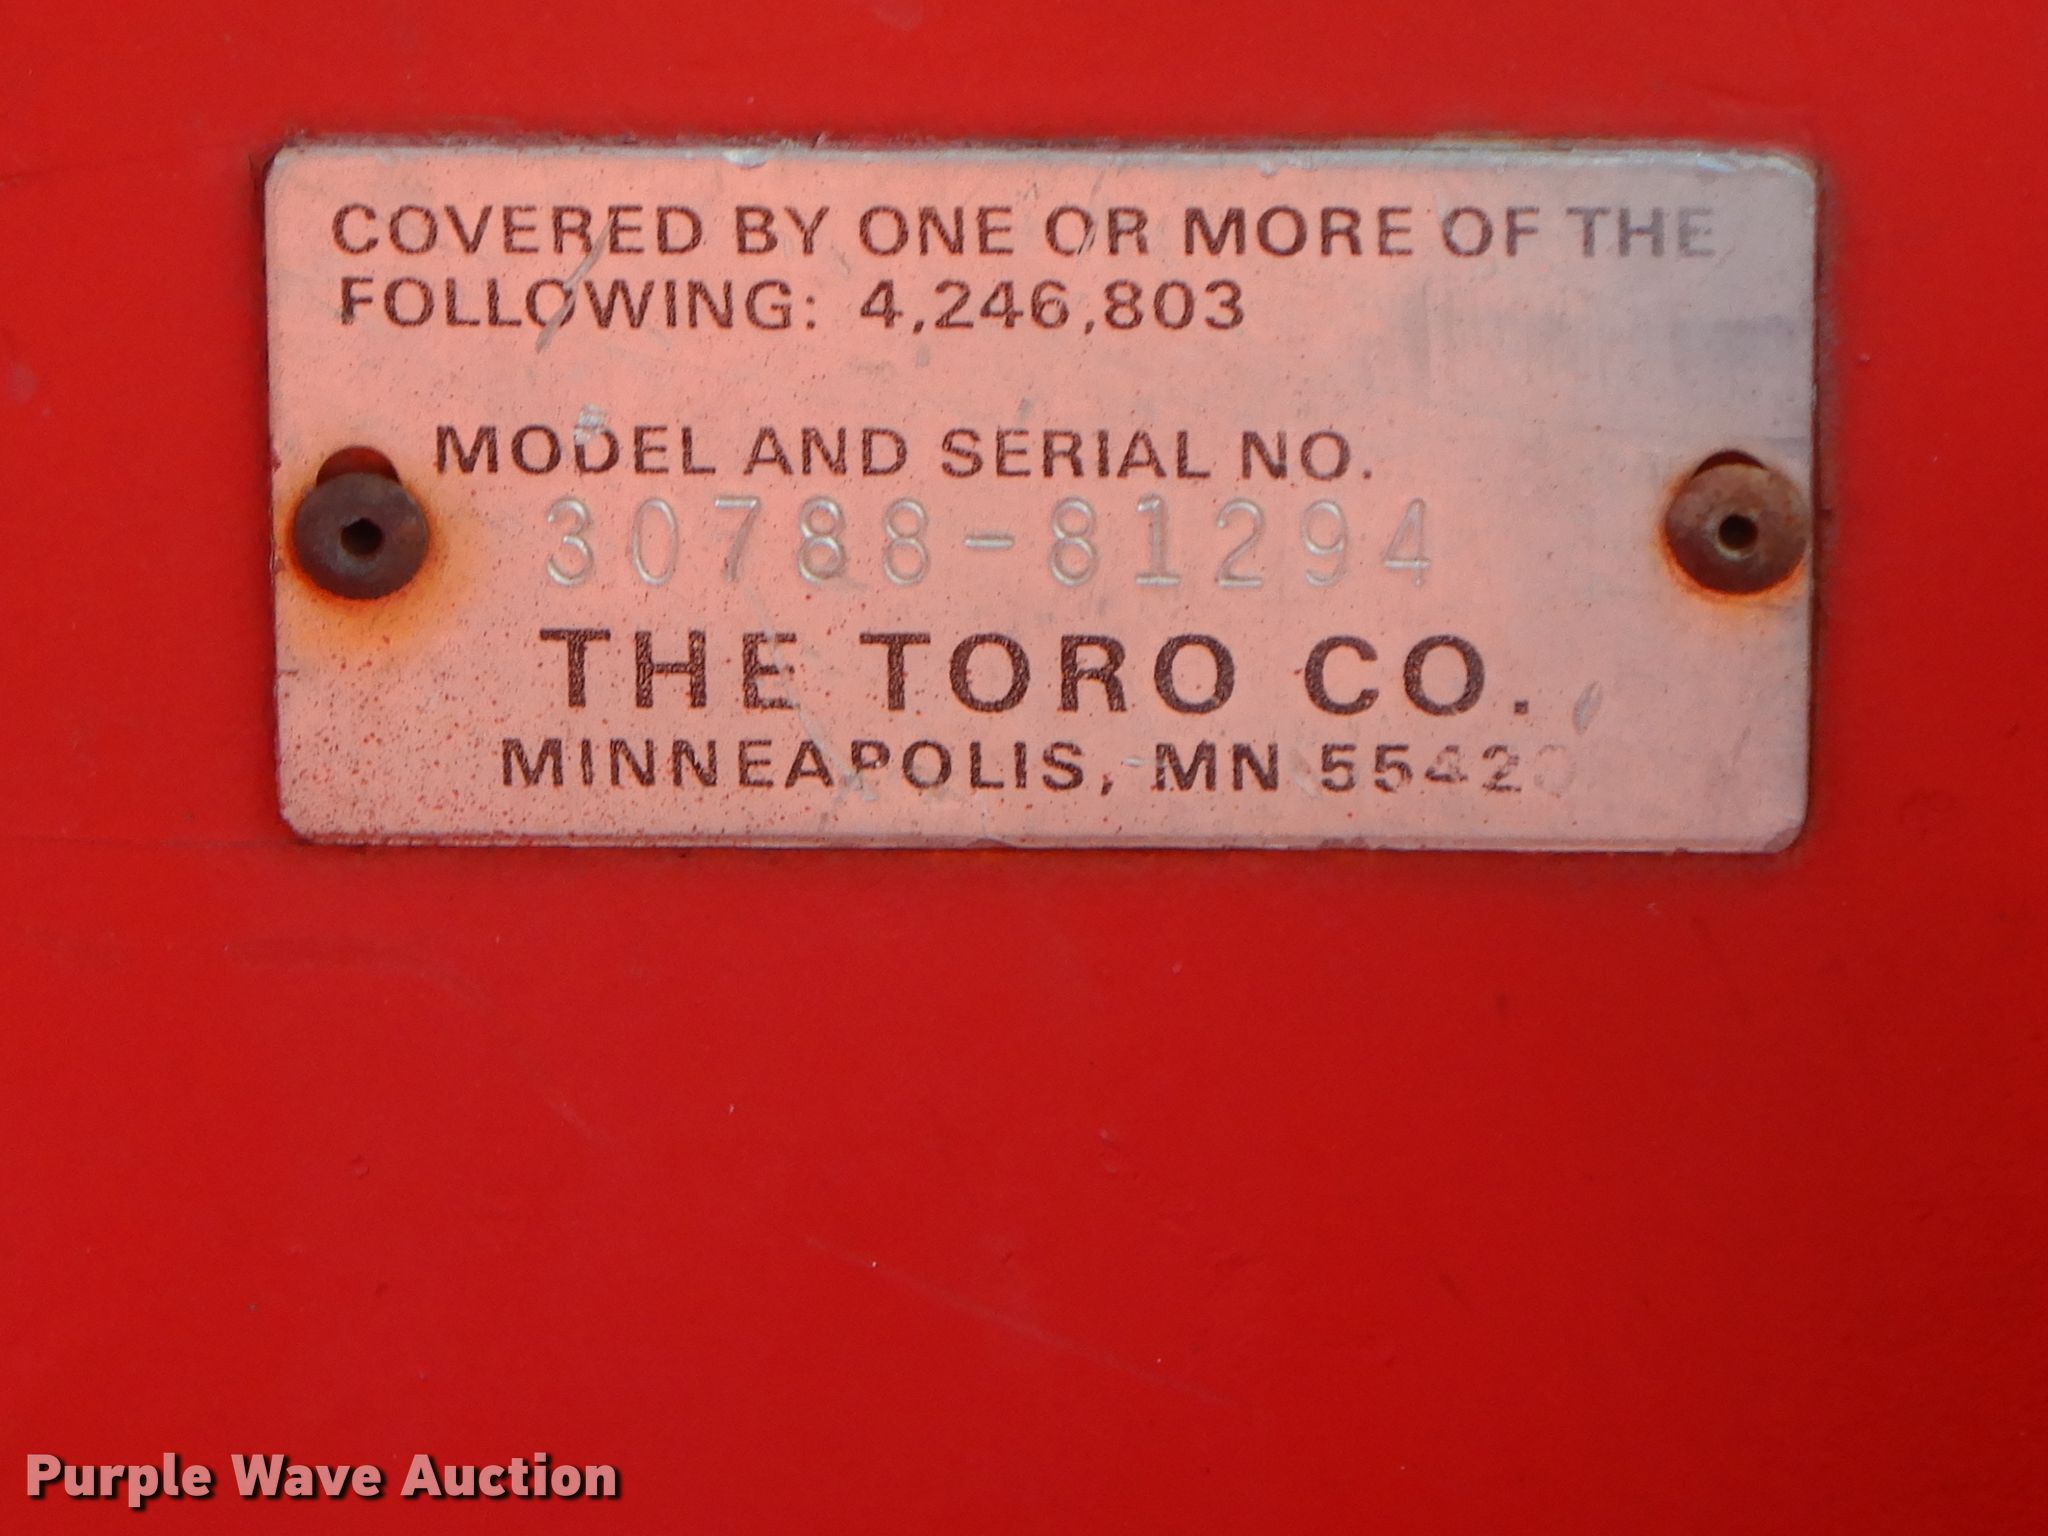 COVERED BY ONE OR MORE OF THE
FOLLOWING: 4,246,803
MODEL AND SERIAL NO.
30788-81294
THE TORO CO.
MINNEAPOLIS, MN 55420
Purple Wave Auction